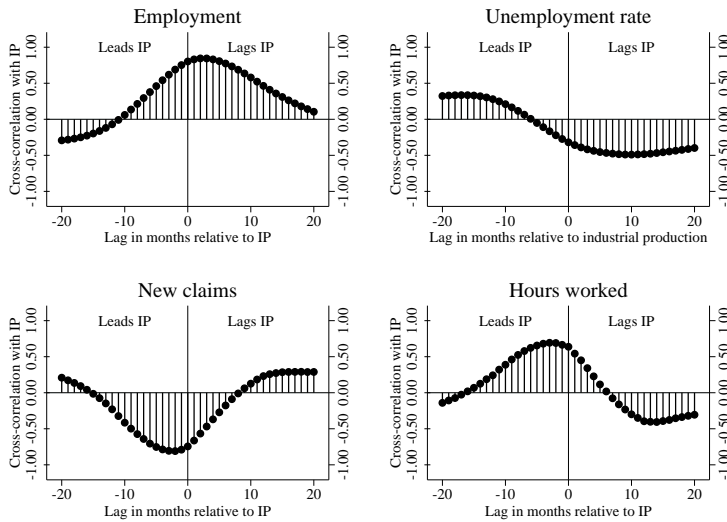 Employment
Leads IP
Lags IP
Cross-correlation with IP
-1.00 -0.50 0.00 0.50 1.00
-1.00 -0.50 0.00 0.50 1.00
-20 -10 0 10 20
Lag in months relative to IP
Unemployment rate
Leads IP
Lags IP
Cross-correlation with IP
-1.00 -0.50 0.00 0.50 1.00
-1.00 -0.50 0.00 0.50 1.00
-20 -10 0 10 20
Lag in months relative to industrial production
New claims
Leads IP
Lags IP
Cross-correlation with IP
-1.00 -0.50 0.00 0.50 1.00
-1.00 -0.50 0.00 0.50 1.00
-20 -10 0 10 20
Lag in months relative to IP
Hours worked
Leads IP
Lags IP
Cross-correlation with IP
-1.00 -0.50 0.00 0.50 1.00
-1.00 -0.50 0.00 0.50 1.00
-20 -10 0 10 20
Lag in months relative to IP